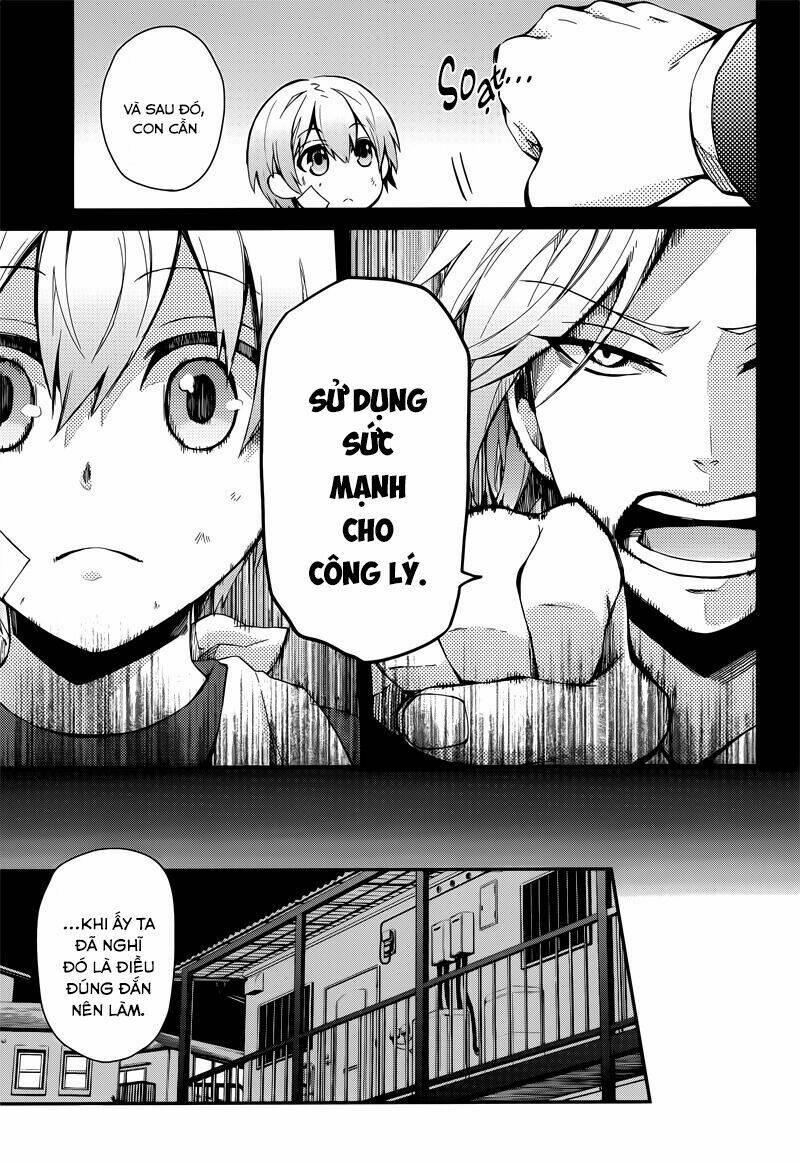 VÀ SAU ĐÓ,
CON CẦN
Soạt...
SỬ DỤNG
SỨC
MẠNH
CHO
CÔNG LÝ.
...KHI ẤY TA
ĐÃ NGHĨ
ĐÓ LÀ ĐIỀU
ĐÚNG ĐẮN
NÊN LÀM.